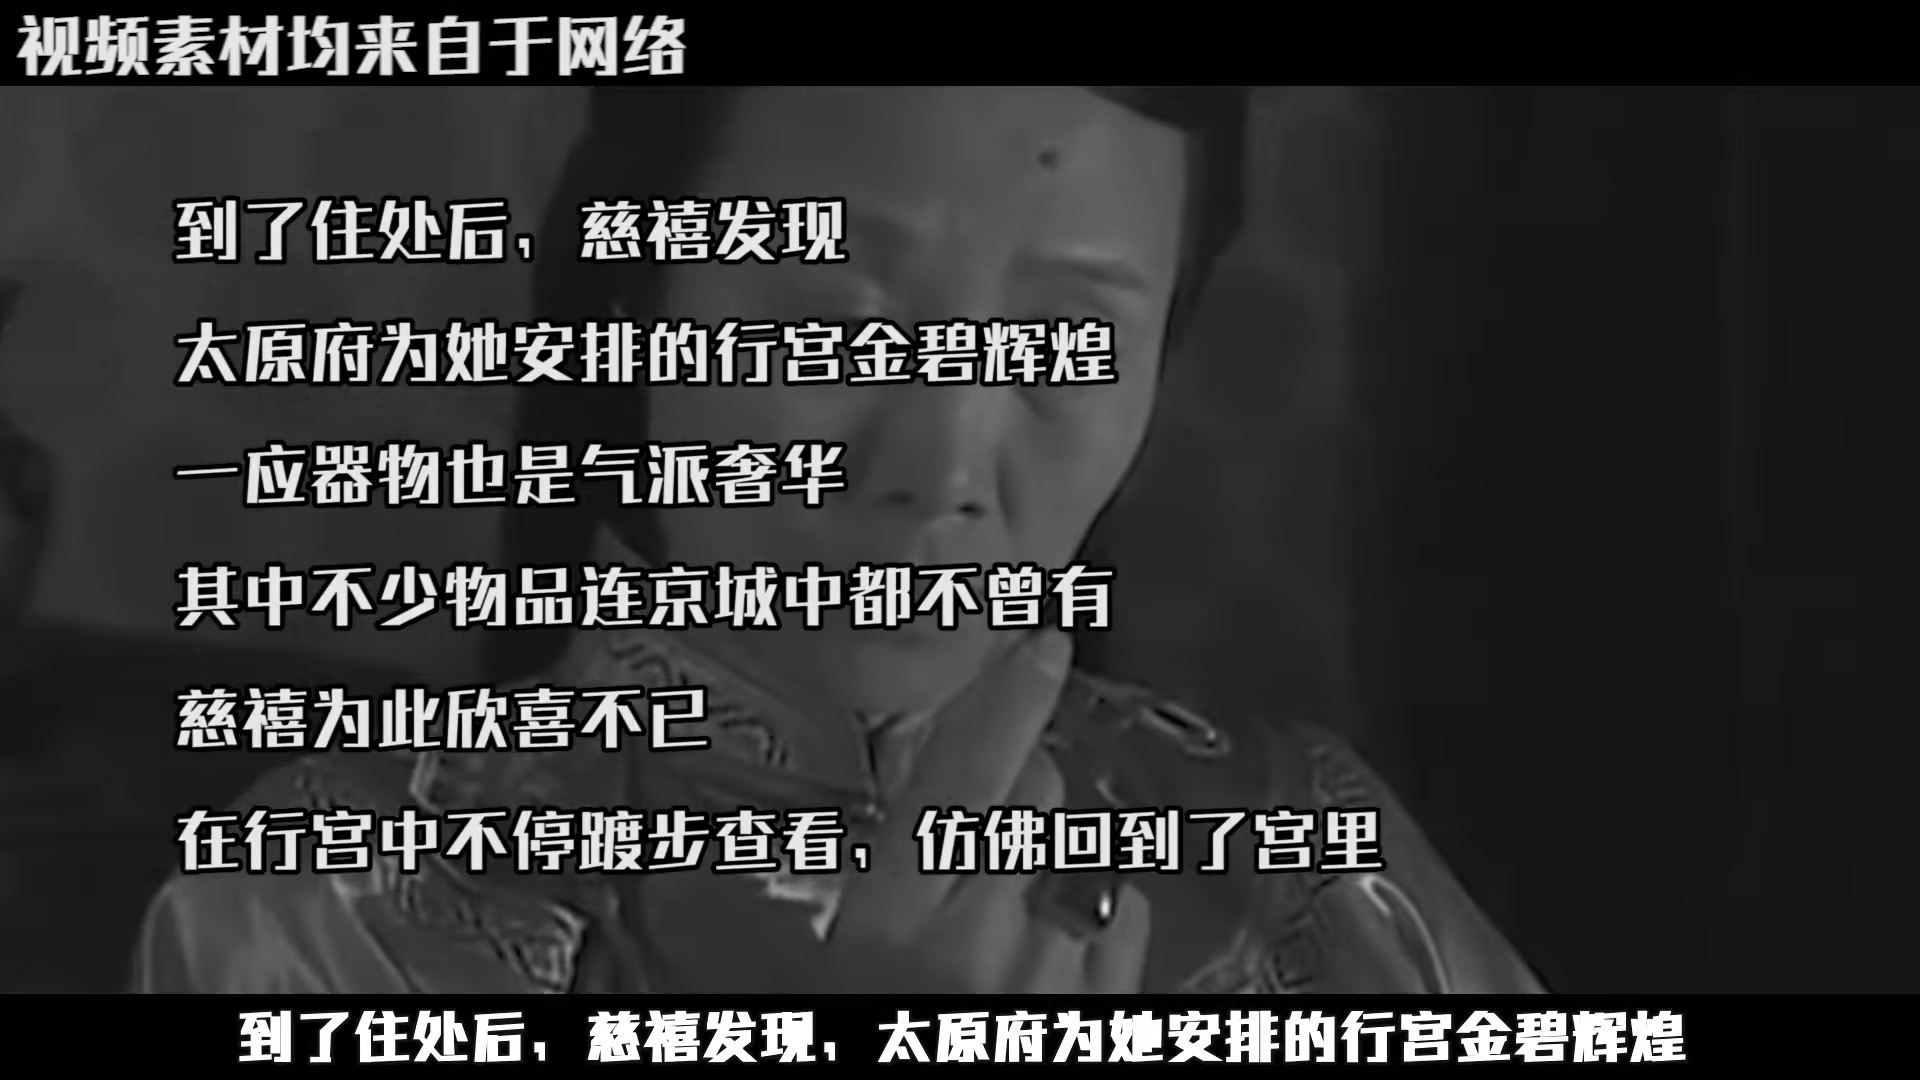 视频素材均来自于网络
到了住处后，慈禧发现
太原府为她安排的行宫金碧辉煌
一应器物也是气派奢华
其中不少物品连京城中都不曾有
慈禧为此欣喜不已
在行宫中不停踱步查看，仿佛回到了宫里
到了住处后，慈禧发现，太原府为她安排的行宫金碧辉煌